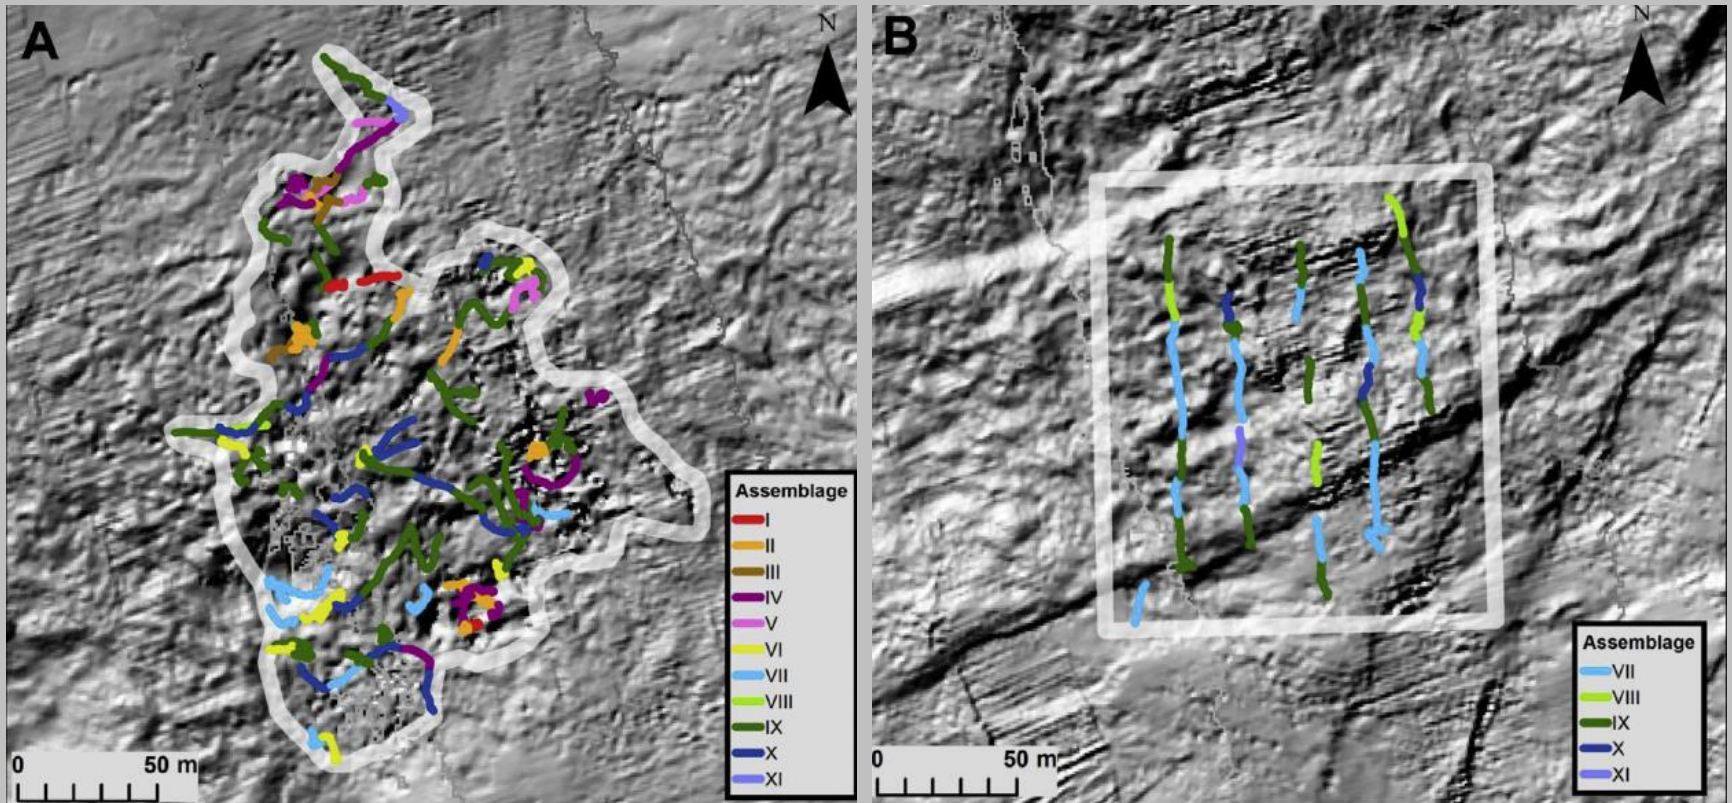 A
N
Assemblage
I
II
III
IV
V
VI
VII
VIII
IX
X
XI
0 50 m
B
N
Assemblage
VII
VIII
IX
X
XI
0 50 m